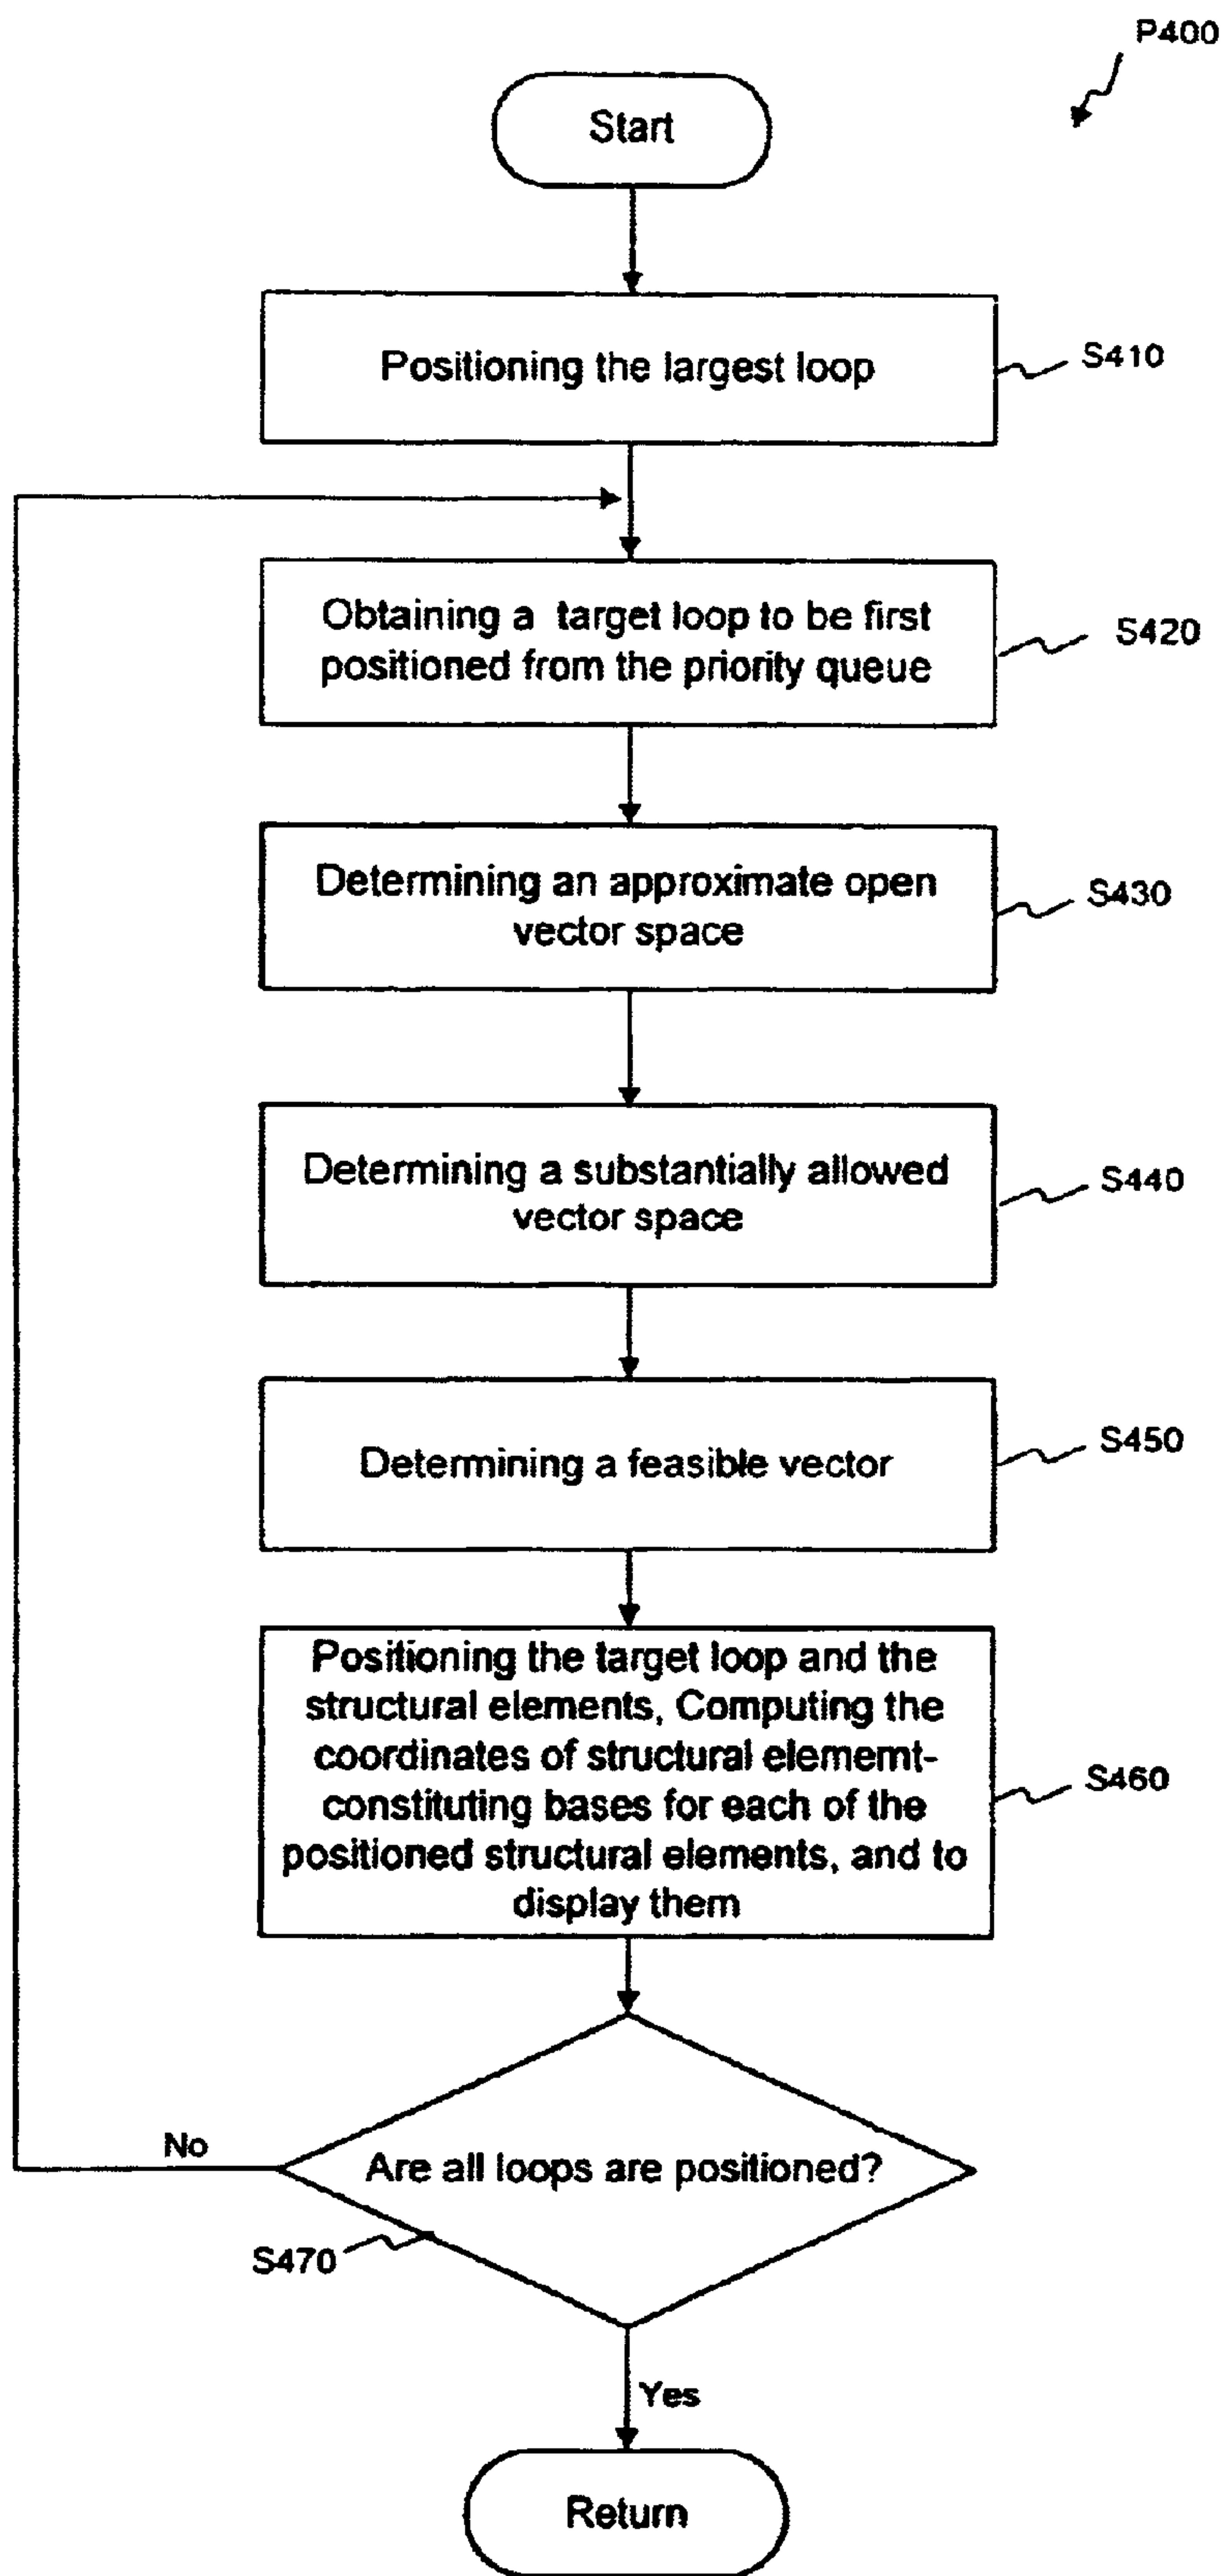 P400
Start
Positioning the largest loop
S410
Obtaining a target loop to be first
positioned from the priority queue
S420
Determining an approximate open
vector space
S430
Determining a substantially allowed
vector space
S440
Determining a feasible vector
S450
Positioning the target loop and the
structural elements, Computing the
coordinates of structural elememt-
constituting bases for each of the
positioned structural elements, and to
display them
S460
No
Are all loops are positioned?
S470
Yes
Return